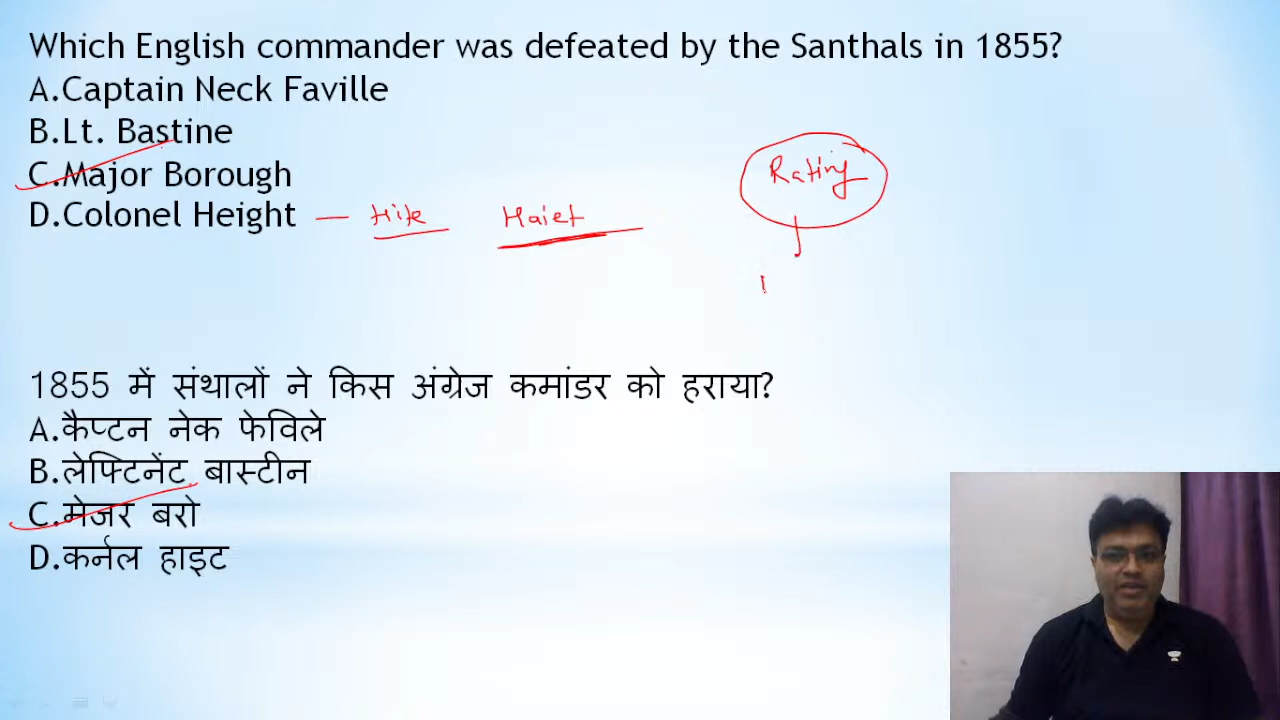 Which English commander was defeated by the Santhals in 1855?
A.Captain Neck Faville
B.Lt. Bastine
C.Major Borough
D.Colonel Height — Hite Haiet
Rating
1855 में संथालों ने किस अंग्रेज कमांडर को हराया?
A.कैप्टन नेक फेविले
B.लेफ्टिनेंट बास्टीन
C.मेजर बरो
D.कर्नल हाइट